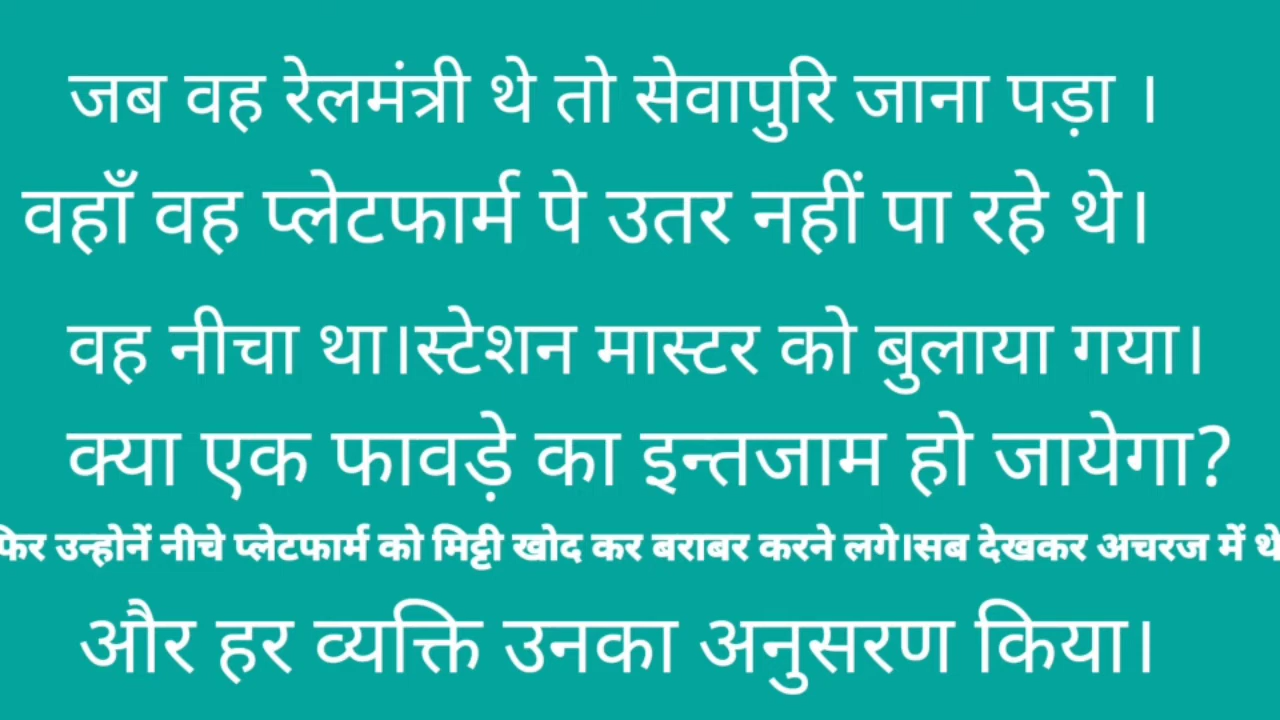 जब वह रेलमंत्री थे तो सेवापुरि जाना पड़ा ।
वहाँ वह प्लेटफार्म पे उतर नहीं पा रहे थे।
वह नीचा था।स्टेशन मास्टर को बुलाया गया।
क्या एक फावड़े का इन्तजाम हो जायेगा?
फिर उन्होनें नीचे प्लेटफार्म को मिट्टी खोद कर बराबर करने लगे।सब देखकर अचरज में थे
और हर व्यक्ति उनका अनुसरण किया।